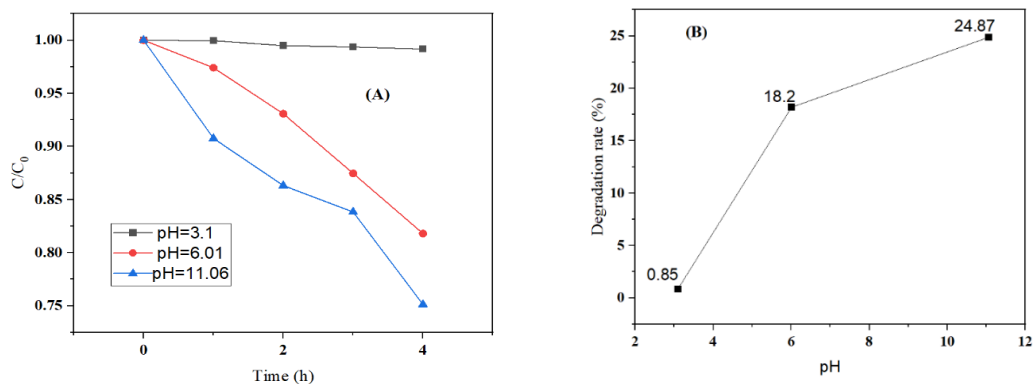 1.00
0.95
0.90
0.85
0.80
0.75
C/C0
(A)
pH=3.1
pH=6.01
pH=11.06
0
2
4
Time (h)
(B)
25
20
15
10
5
0
Degradation rate (%)
0.85
18.2
24.87
2
4
6
8
10
12
pH